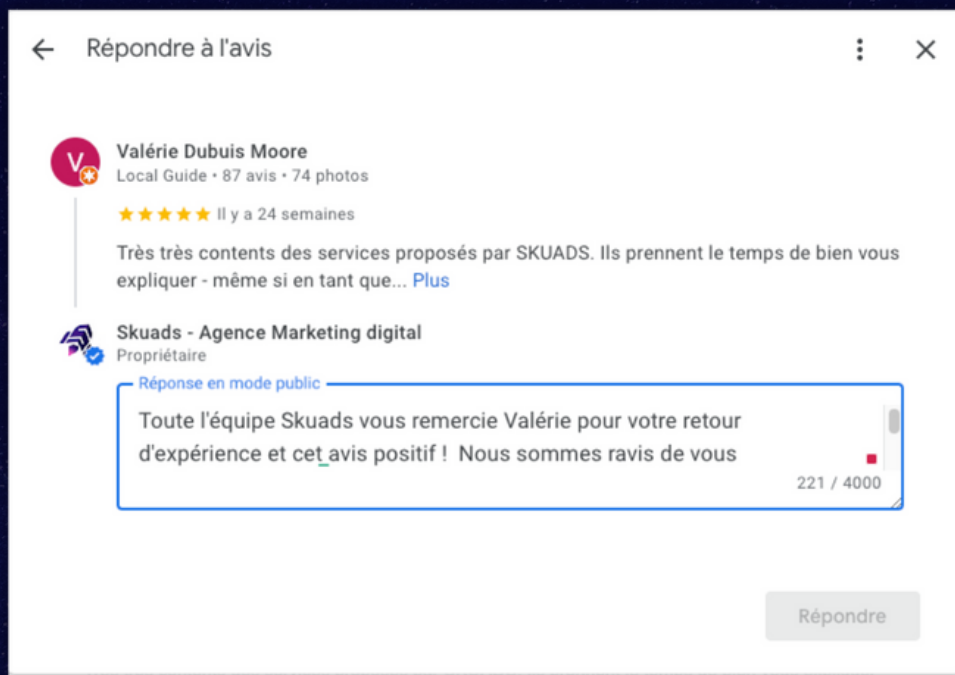 Répondre à l'avis
V
Valérie Dubuis Moore
Local Guide • 87 avis • 74 photos
Il y a 24 semaines
Très très contents des services proposés par SKUADS. Ils prennent le temps de bien vous
expliquer - même si en tant que... Plus
Skuads - Agence Marketing digital
Propriétaire
Réponse en mode public
Toute l'équipe Skuads vous remercie Valérie pour votre retour
d'expérience et cet avis positif !  Nous sommes ravis de vous
221 / 4000
Répondre